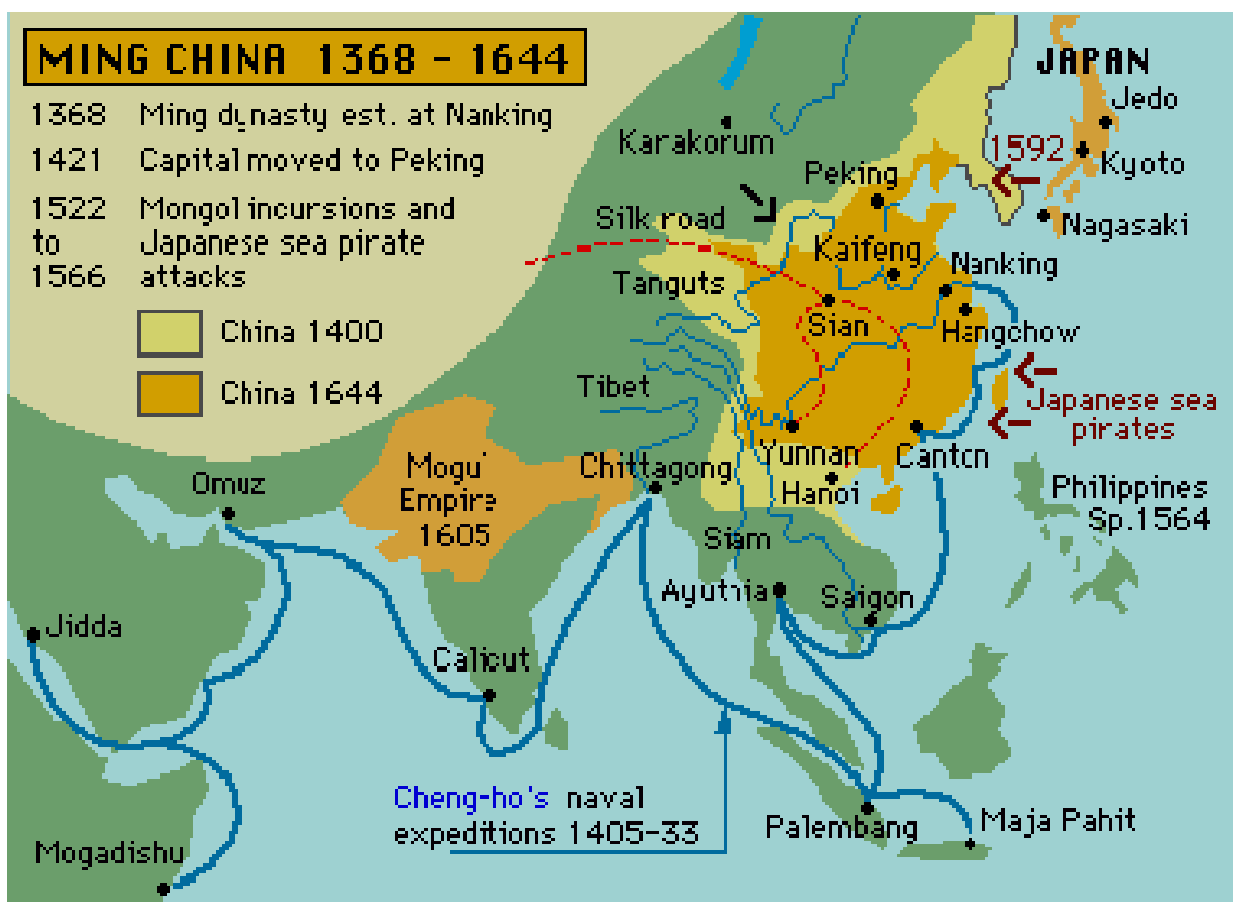 MING CHINA 1368 - 1644
1368 Ming dynasty est. at Nanking
1421 Capital moved to Peking
1522 Mongol incursions and
to Japanese sea pirate
1566 attacks
China 1400
China 1644
JAPAN
Jedo
Karakorum
1592
Kyoto
Peking
Silk road
Nagasaki
Kaifeng
Nanking
Tanguts
Sian
Hangchow
Tibet
Japanese sea
pirates
Yunnan
Canton
Mogul
Empire
1605
Chittagong
Omuz
Hanoi
Philippines
Sp.1564
Siam
Ayuthia
Saigon
Jidda
Calicut
Cheng-ho's naval
expeditions 1405-33
Palembang
Maja Pahit
Mogadishu